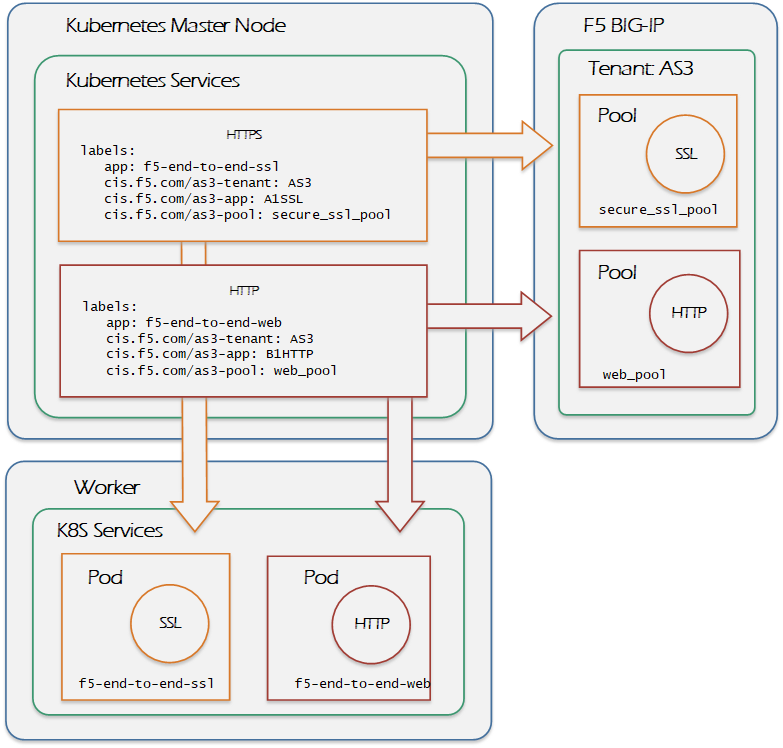 Kubernetes Master Node
Kubernetes Services
HTTPS
labels:
app: f5-end-to-end-ssl
cis.f5.com/as3-tenant: AS3
cis.f5.com/as3-app: A1SSL
cis.f5.com/as3-pool: secure_ssl_pool
HTTP
labels:
app: f5-end-to-end-web
cis.f5.com/as3-tenant: AS3
cis.f5.com/as3-app: B1HTTP
cis.f5.com/as3-pool: web_pool
F5 BIG-IP
Tenant: AS3
Pool
SSL
secure_ssl_pool
Pool
HTTP
web_pool
Worker
K8S Services
Pod
SSL
f5-end-to-end-ssl
Pod
HTTP
f5-end-to-end-web